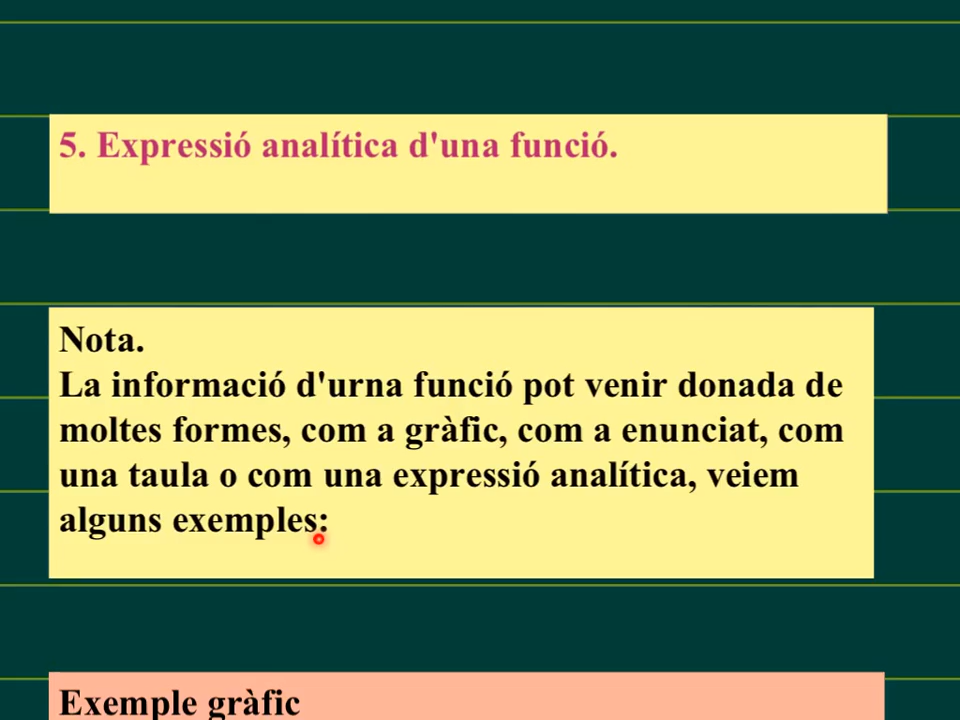 5. Expressió analítica d'una funció.
Nota.
La informació d'urna funció pot venir donada de
moltes formes, com a gràfic, com a enunciat, com
una taula o com una expressió analítica, veiem
alguns exemples:
Exemple gràfic